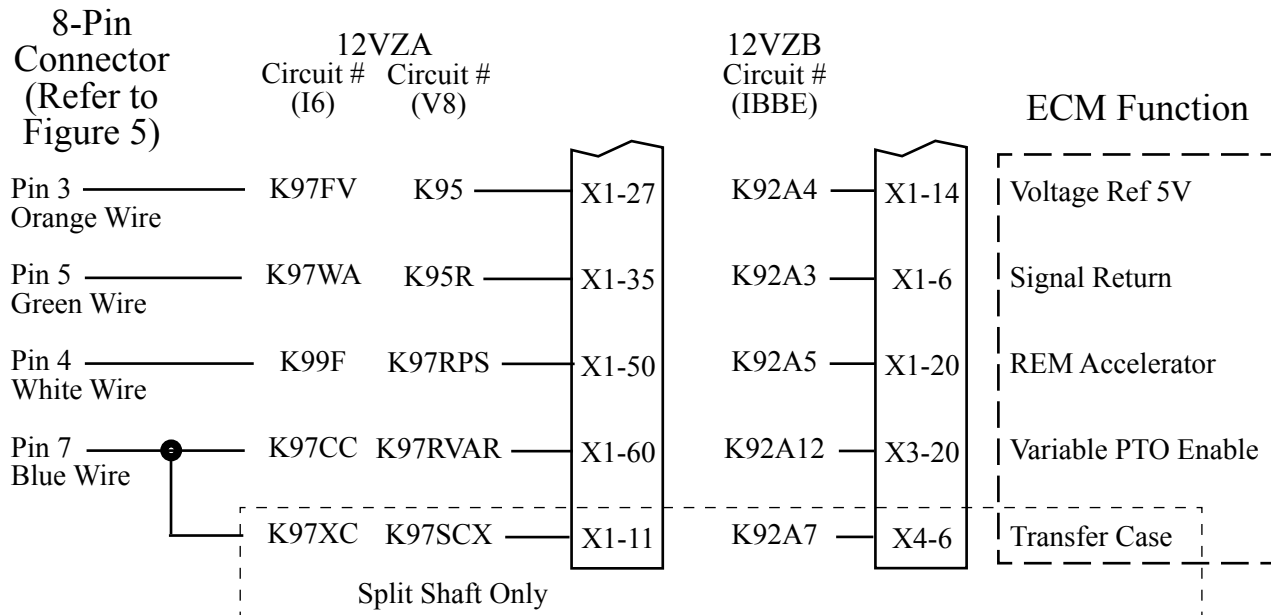 8-Pin
Connector
(Refer to
Figure 5)
12VZA
Circuit # Circuit #
(I6) (V8)
12VZB
Circuit #
(IBBE)
ECM Function
Pin 3 K97FV K95 X1-27 K92A4 X1-14 Voltage Ref 5V
Orange Wire
Pin 5 K97WA K95R X1-35 K92A3 X1-6 Signal Return
Green Wire
Pin 4 K99F K97RPS X1-50 K92A5 X1-20 REM Accelerator
White Wire
Pin 7 K97CC K97RVAR X1-60 K92A12 X3-20 Variable PTO Enable
Blue Wire
K97XC K97SCX X1-11 K92A7 X4-6 Transfer Case
Split Shaft Only